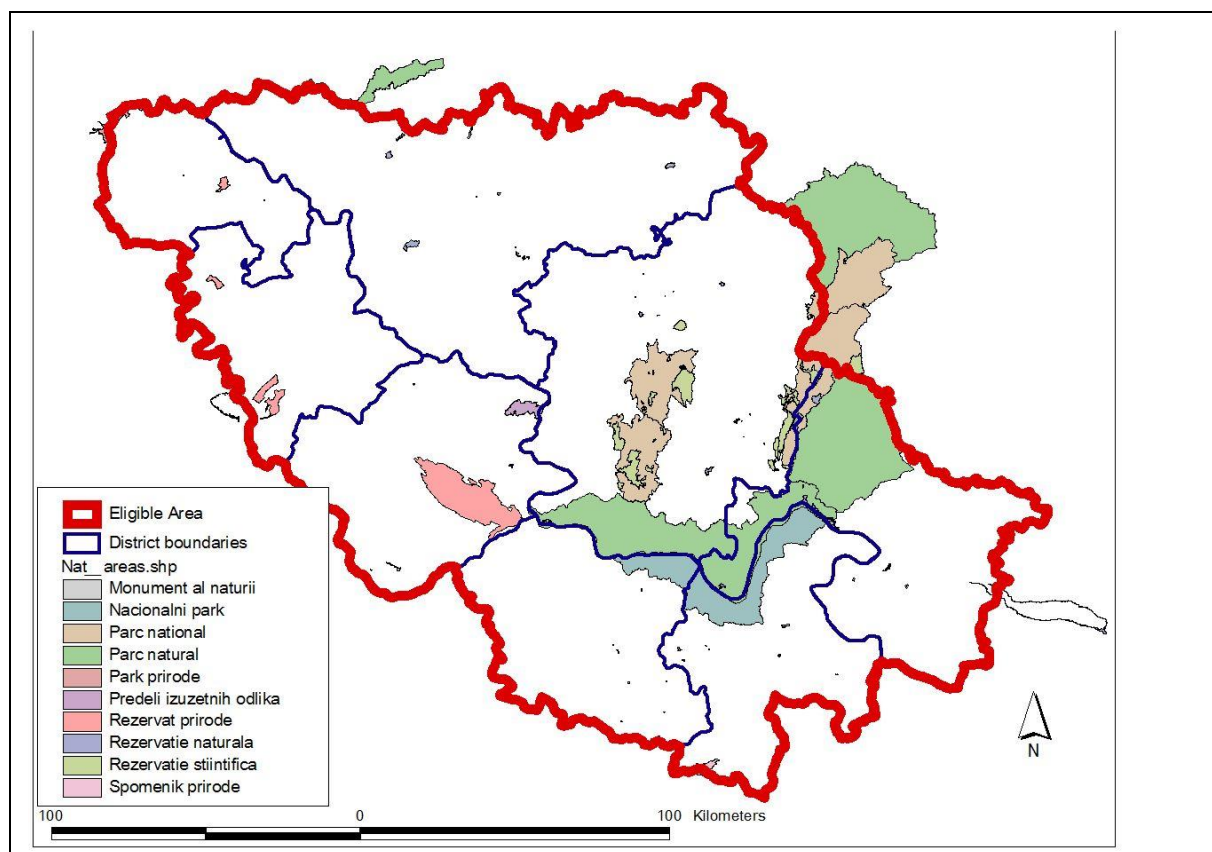 Eligible Area
District boundaries
Nat_areas.shp
Monument al naturii
Nacionalni park
Parc national
Parc natural
Park prirode
Predeli izuzetnih odlika
Rezervat prirode
Rezervatie naturala
Rezervatie stiintifica
Spomenik prirode
N
100 0 100 Kilometers